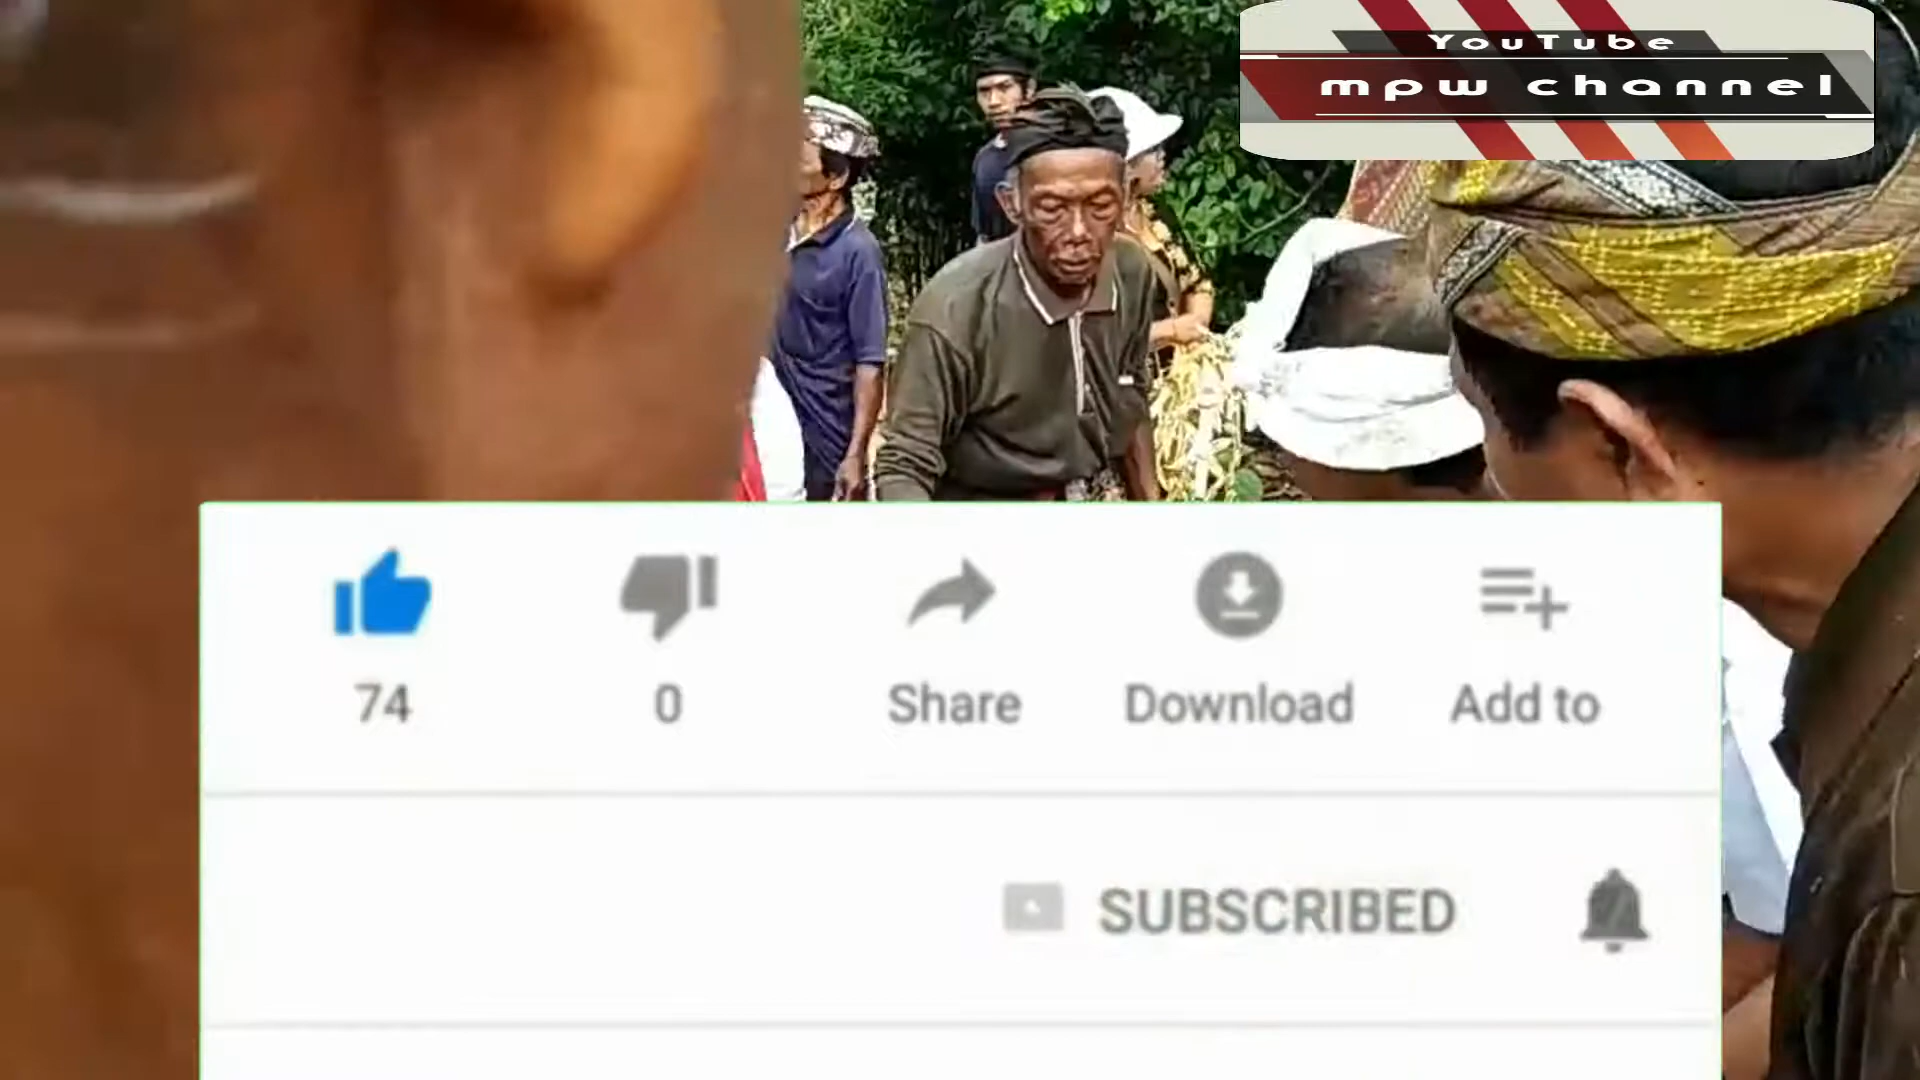 YouTube
mpw channel
74
0
Share
Download
Add to
SUBSCRIBED